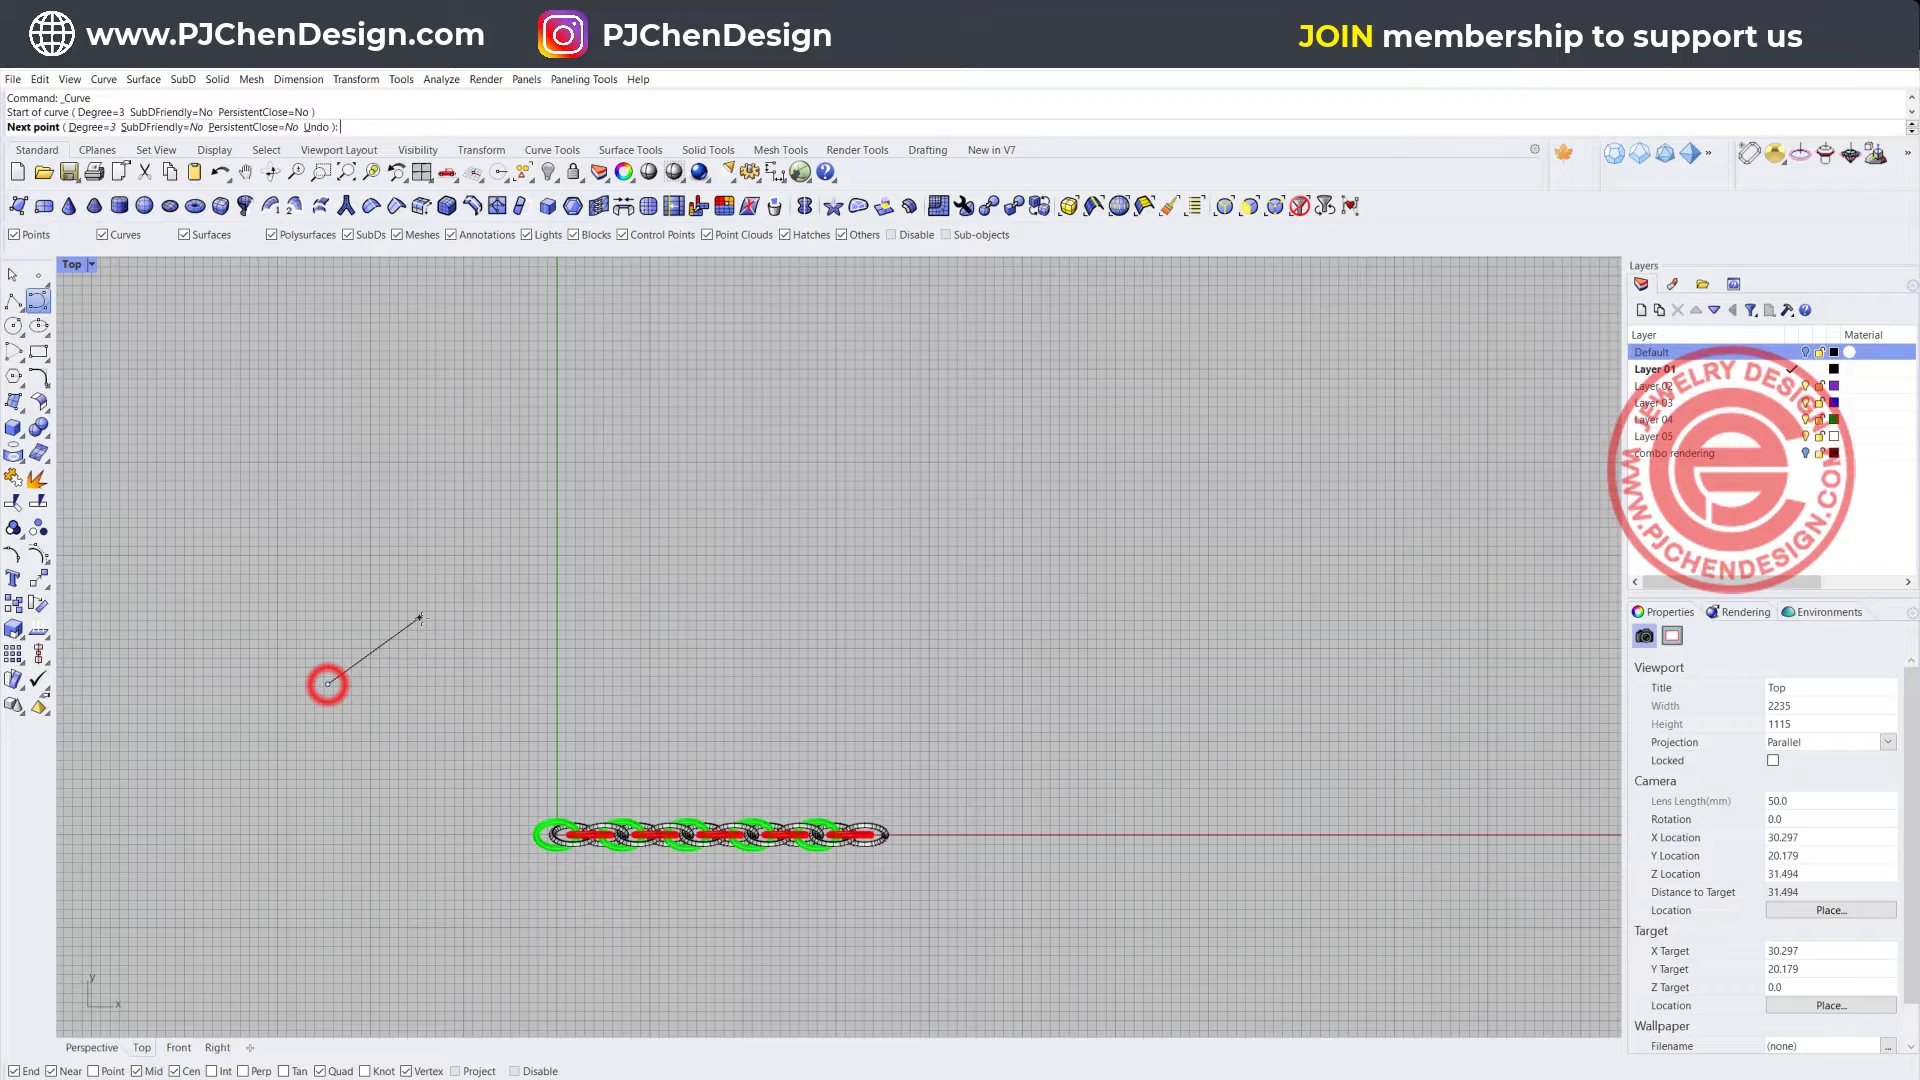 www.PJChenDesign.com PJChenDesign JOIN membership to support us
File Edit View Curve Surface SubD Solid Mesh Dimension Transform Tools Analyze Render Panels Paneling Tools Help
Command: _Curve
Start of curve ( Degree=3 SubDFriendly=No PersistentClose=No )
Next point ( Degree=3 SubDFriendly=No PersistentClose=No Undo ):
Standard CPlanes Set View Display Select Viewport Layout Visibility Transform Curve Tools Surface Tools Solid Tools Mesh Tools Render Tools Drafting New in V7
Points Curves Surfaces Polysurfaces SubDs Meshes Annotations Lights Blocks Control Points Point Clouds Hatches Others Disable Sub-objects
Top
Layers
Layer Material
Default
Layer 01
Layer 02
Layer 03
Layer 04
Layer 05
combo rendering
JEWELRY DESIGN
WWW.PJCHENDESIGN.COM
Properties Rendering Environments
Viewport
Title Top
Width 2235
Height 1115
Projection Parallel
Locked
Camera
Lens Length(mm) 50.0
Rotation 0.0
X Location 30.297
Y Location 20.179
Z Location 31.494
Distance to Target 31.494
Location Place...
Target
X Target 30.297
Y Target 20.179
Z Target 0.0
Location Place...
Wallpaper
Filename (none) ...
y
x
Perspective Top Front Right
End Near Point Mid Cen Int Perp Tan Quad Knot Vertex Project Disable